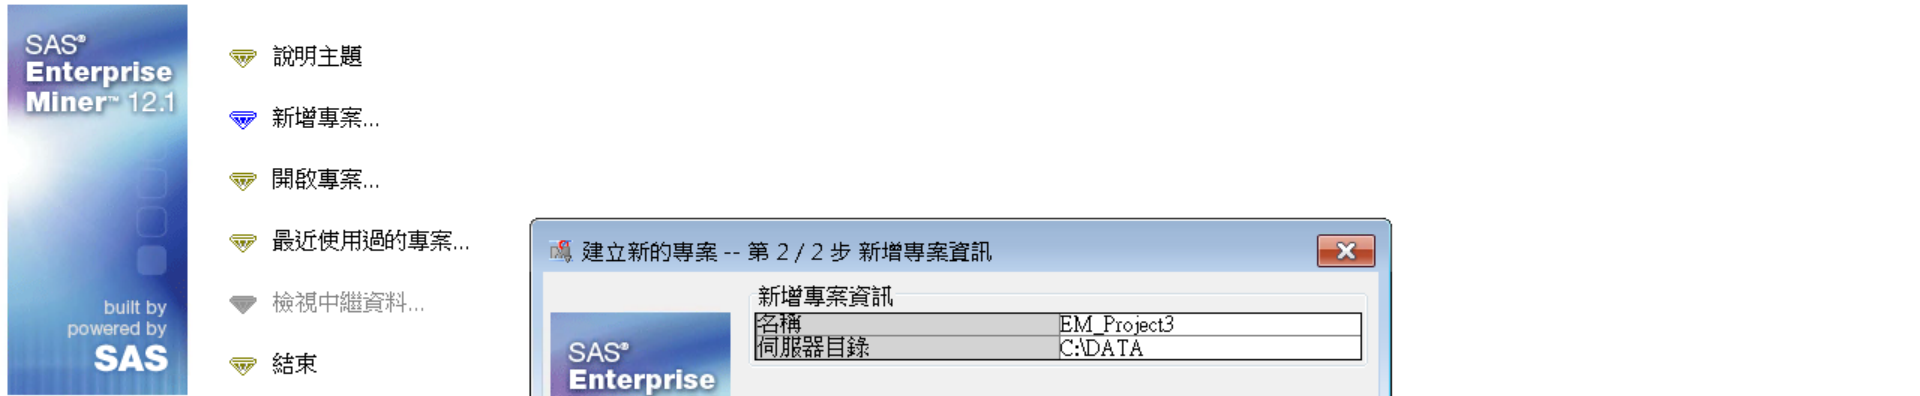 SAS®
Enterprise
Miner™ 12.1
built by
powered by
SAS
說明主題
新增專案...
開啟專案...
最近使用過的專案...
檢視中繼資料...
結束
建立新的專案 -- 第 2 / 2 步 新增專案資訊
新增專案資訊
名稱 EM_Project3
伺服器目錄 C:\DATA
SAS®
Enterprise